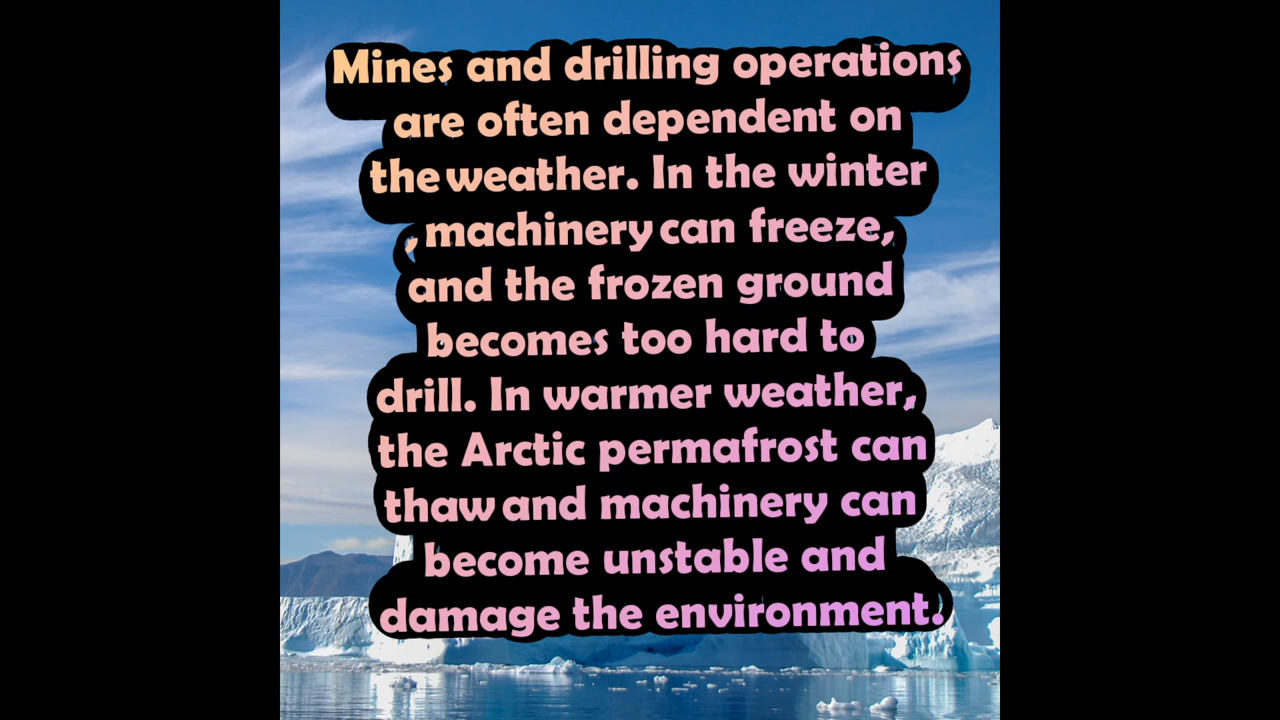 Mines and drilling operations
are often dependent on
the weather. In the winter
, machinery can freeze,
and the frozen ground
becomes too hard to
drill. In warmer weather,
the Arctic permafrost can
thaw and machinery can
become unstable and
damage the environment.